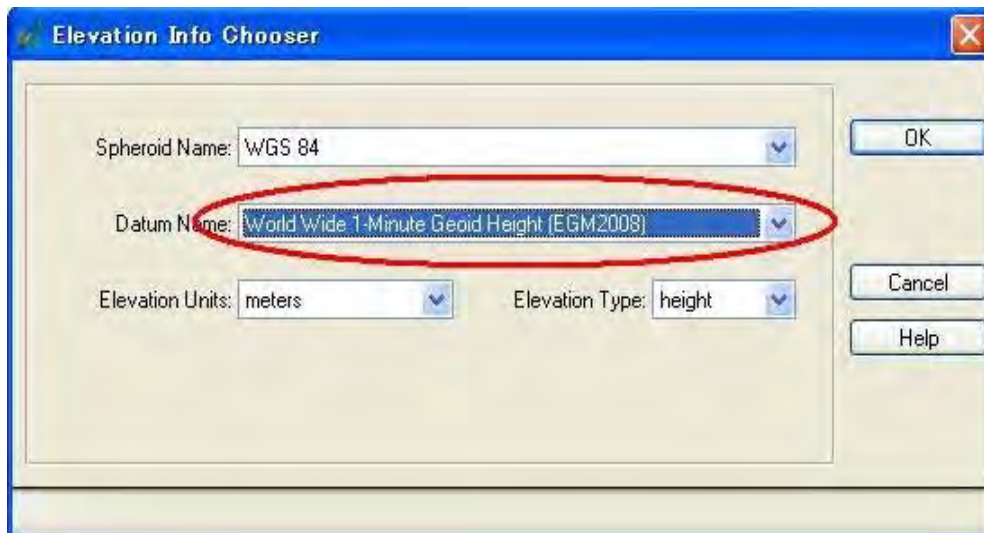 Elevation Info Chooser
Spheroid Name: WGS 84
OK
Datum Name: World Wide 1-Minute Geoid Height (EGM2008)
Elevation Units: meters
Elevation Type: height
Cancel
Help